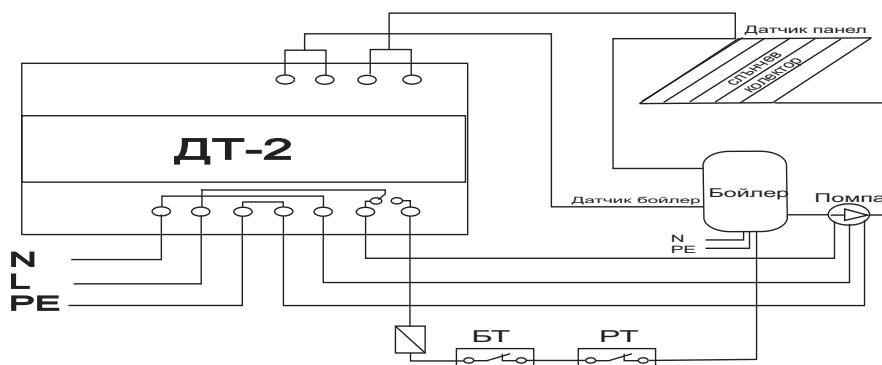 Датчик панел
слънчев
колектор
ДТ-2
Датчик бойлер
Бойлер
Помпа
N
PE
N
L
PE
БТ
РТ